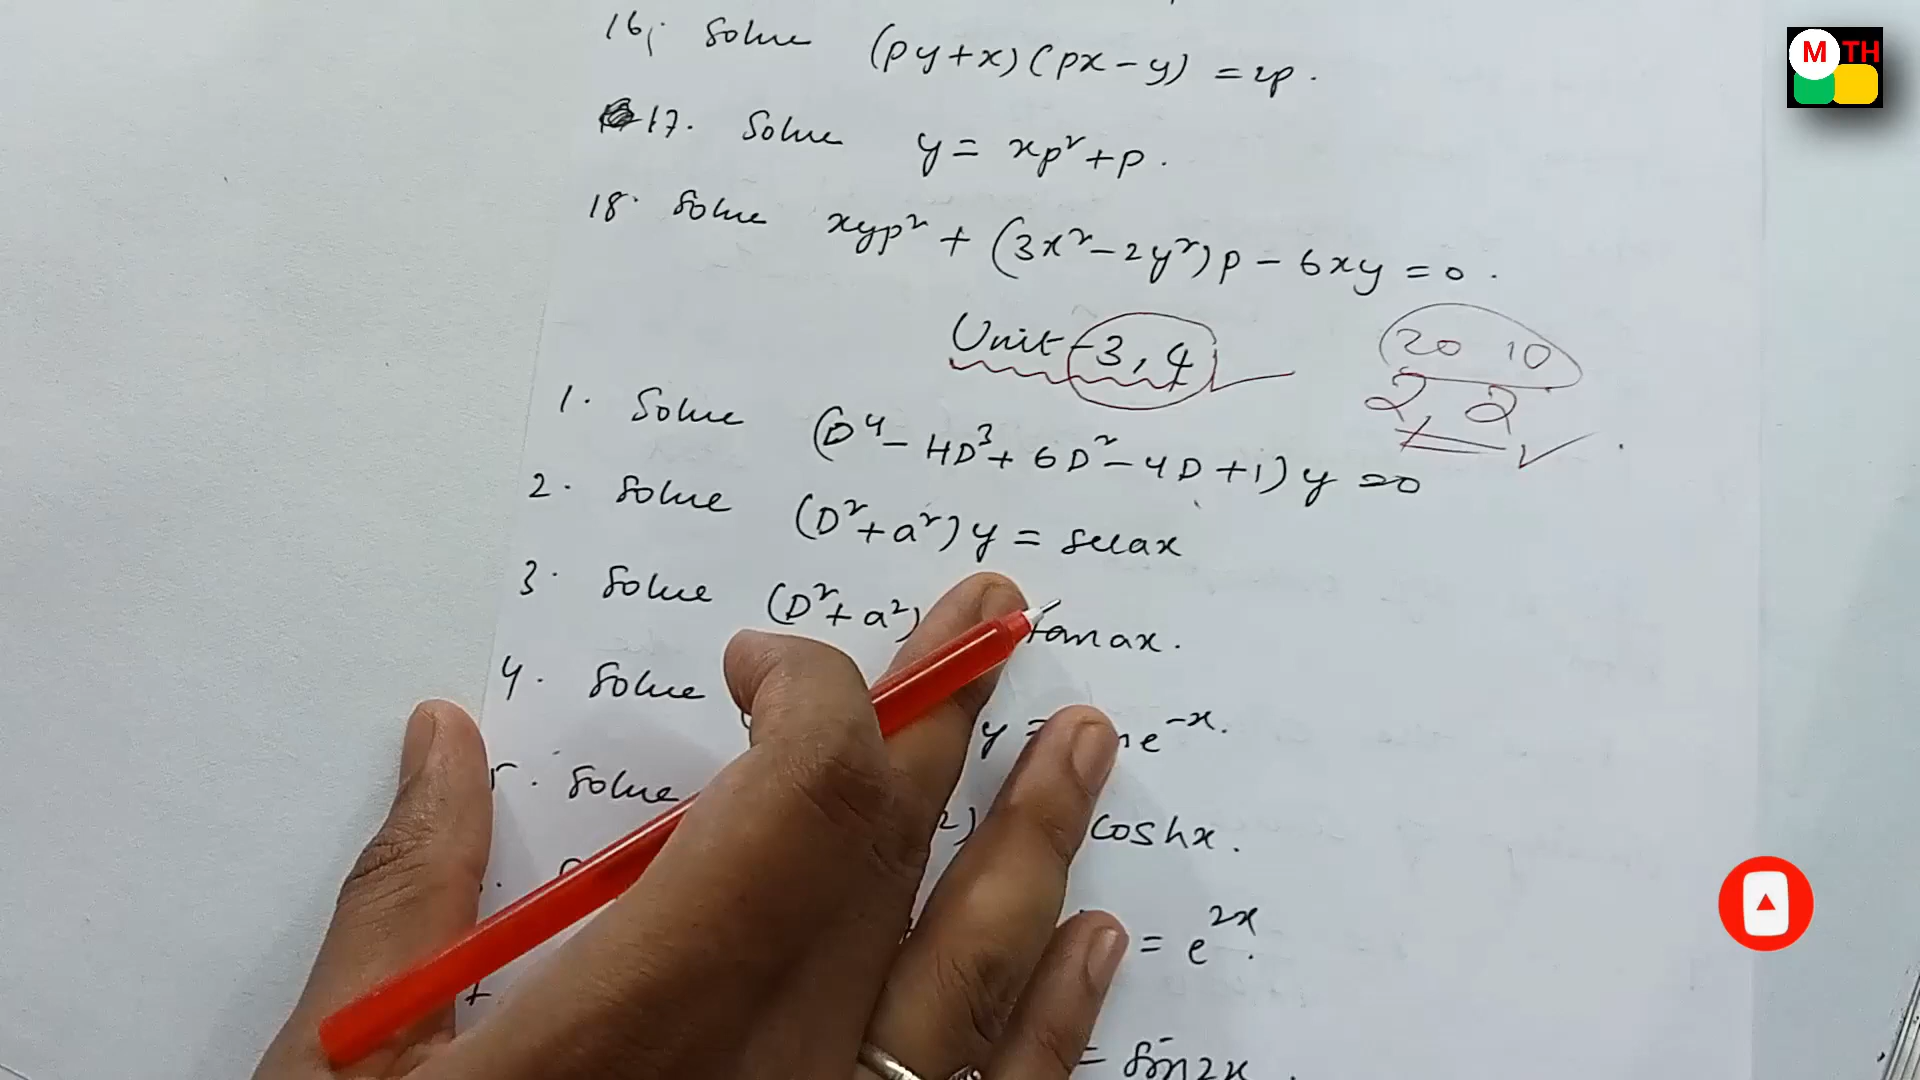 M TH
16. Solve (py+x)(px-y) = 2p.
17. Solve y = xp²+p.
18. Solve xyp² + (3x²-2y²)p - 6xy = 0.
Unit-3,4
20 10
2, 2
1. Solve (D⁴-4D³+6D²-4D+1)y=0
2. Solve (D²+a²)y = secax
3. Solve (D²+a²) tanax.
4. Solve y = e⁻ˣ.
5. Solve 2) coshx.
= e²ˣ.
= sin2x.